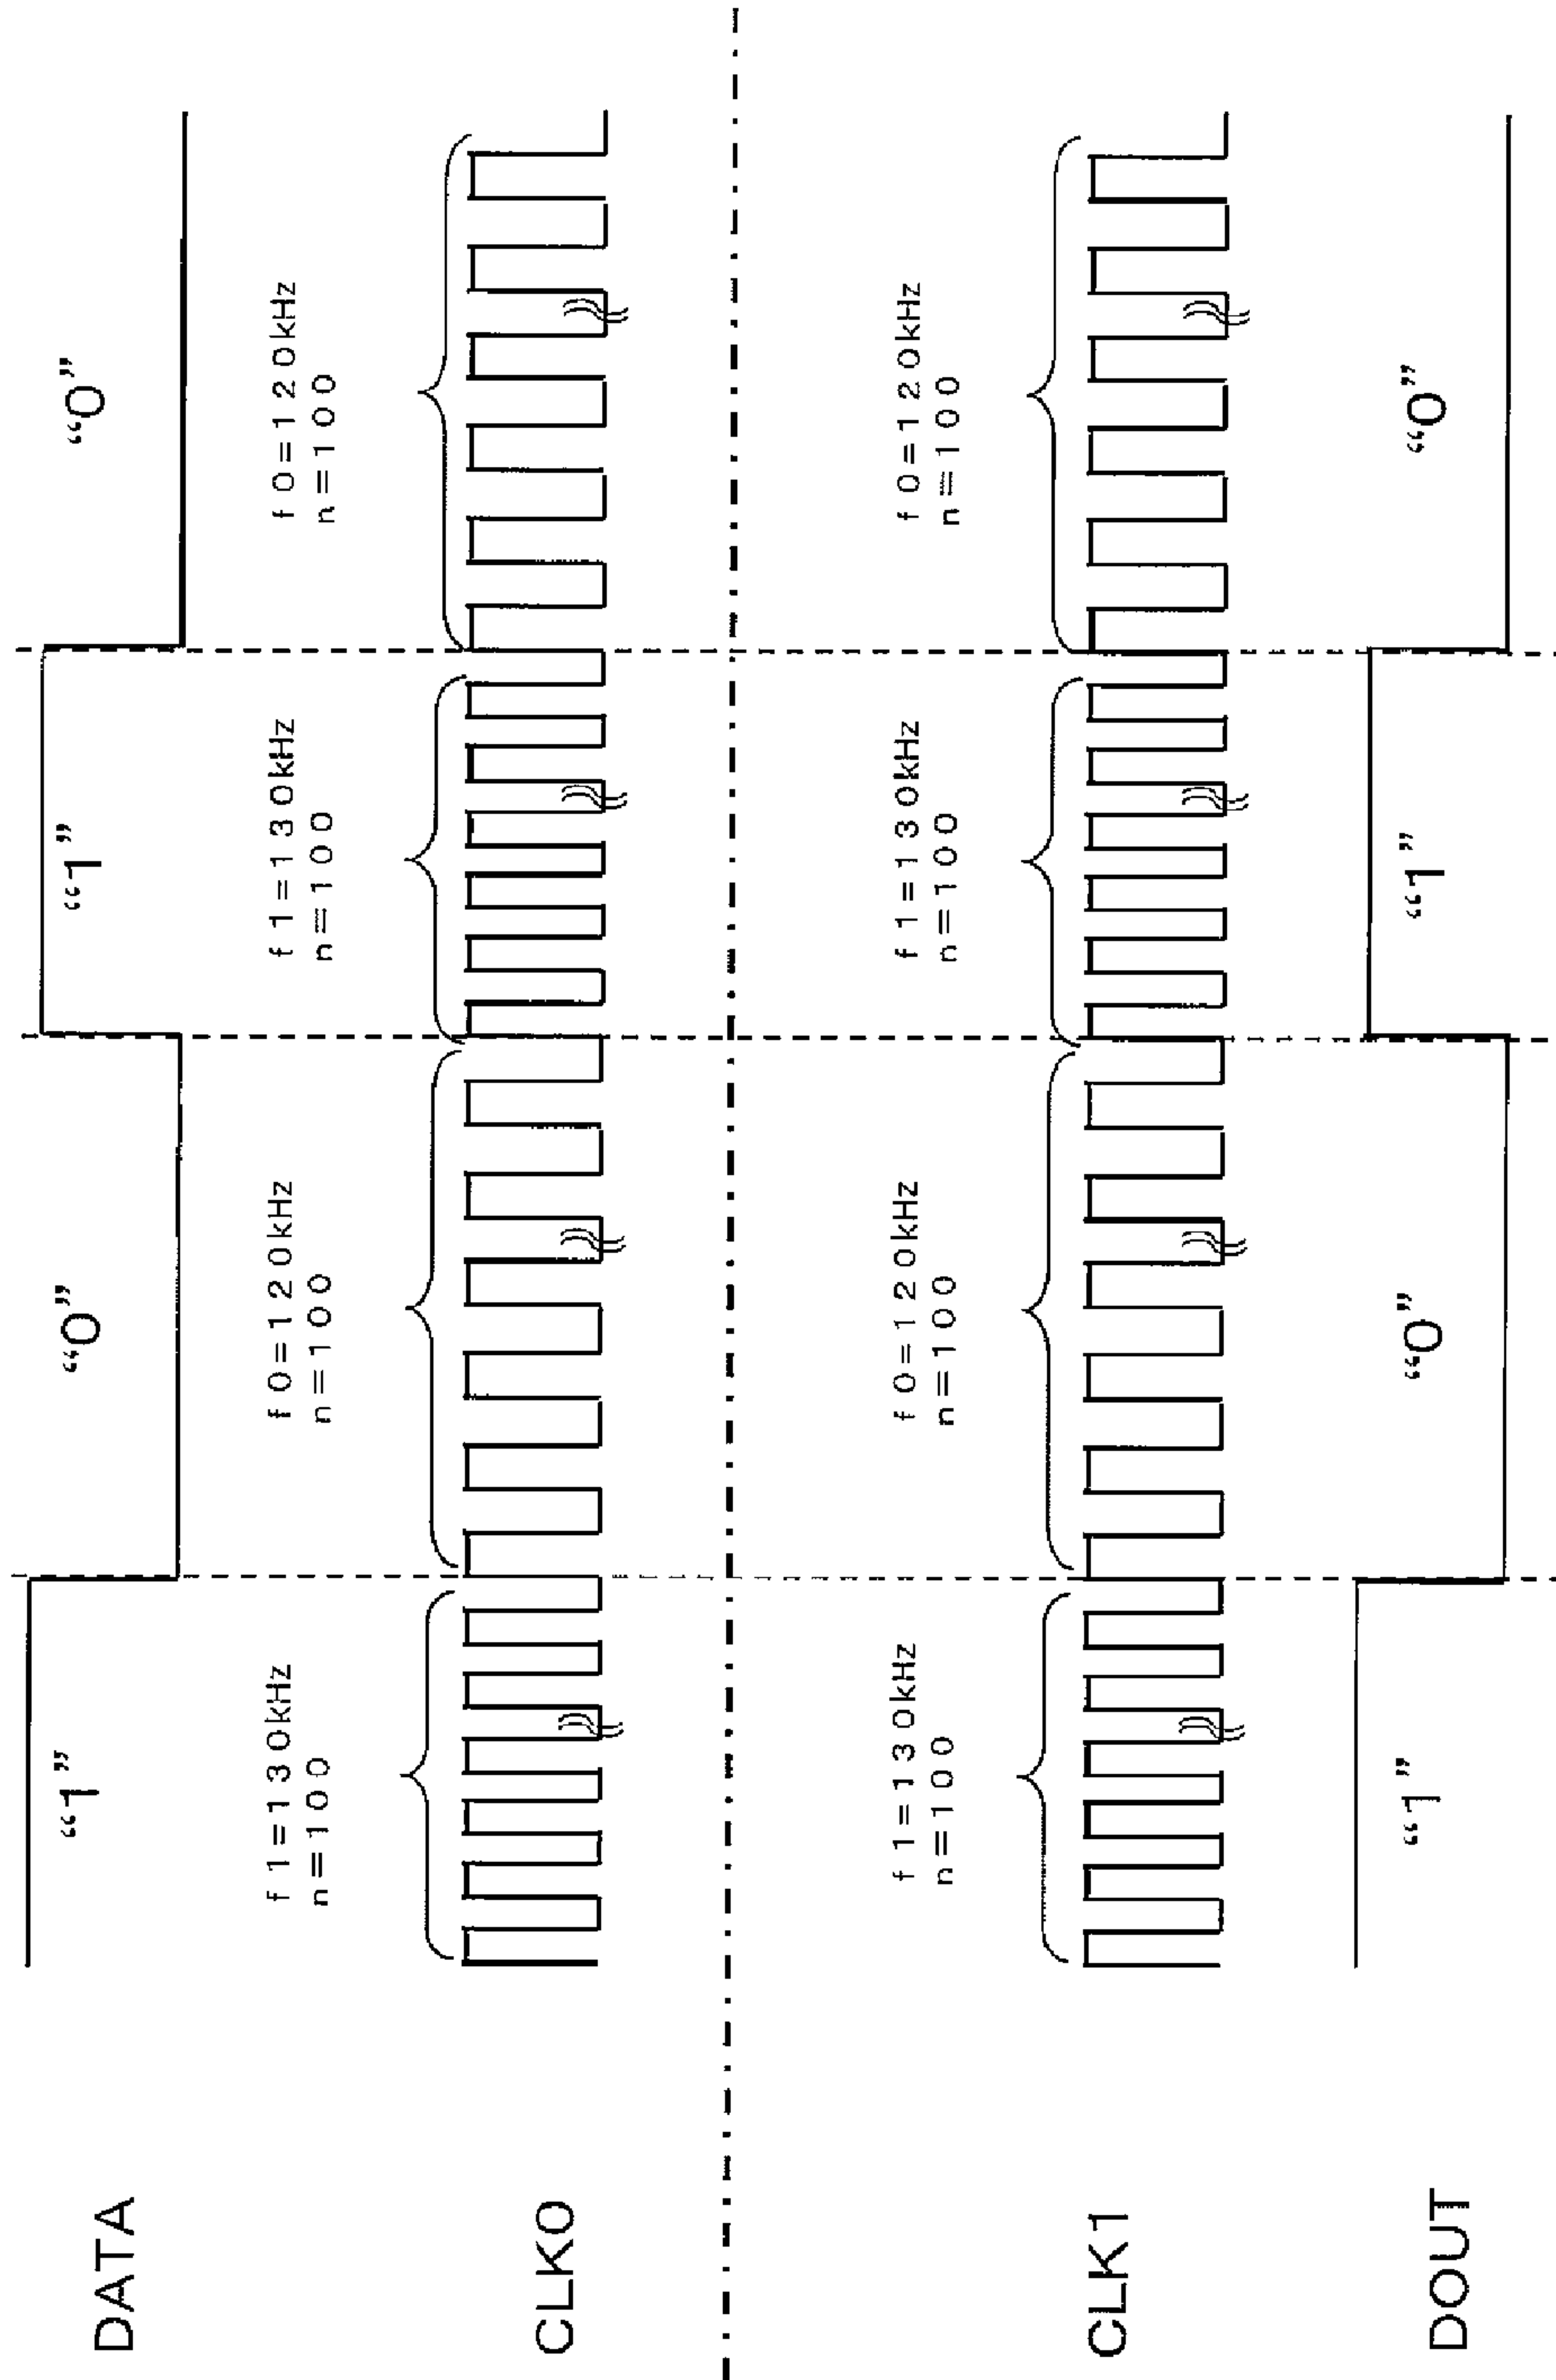 DATA
“1”
“0”
“1”
“0”
f1=130kHz
n=100
f0=120kHz
n=100
f1=130kHz
n=100
f0=120kHz
n=100
CLK0
f1=130kHz
n=100
f0=120kHz
n=100
f1=130kHz
n=100
f0=120kHz
n=100
CLK1
“1”
“0”
“1”
“0”
DOUT